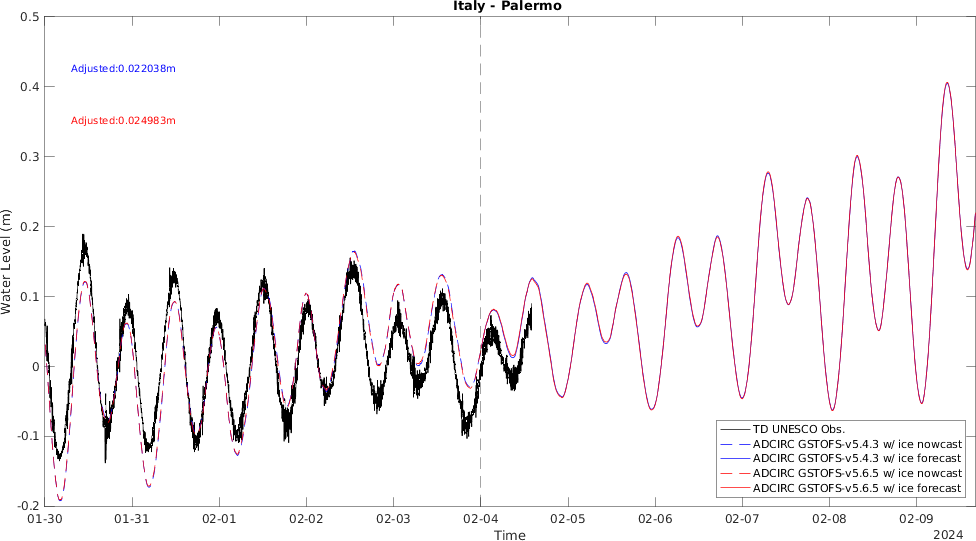 Italy - Palermo
0.5
0.4
0.3
0.2
0.1
0
-0.1
-0.2
Water Level (m)
Adjusted:0.022038m
Adjusted:0.024983m
TD UNESCO Obs.
ADCIRC GSTOFS-v5.4.3 w/ ice nowcast
ADCIRC GSTOFS-v5.4.3 w/ ice forecast
ADCIRC GSTOFS-v5.6.5 w/ ice nowcast
ADCIRC GSTOFS-v5.6.5 w/ ice forecast
01-30 01-31 02-01 02-02 02-03 02-04 02-05 02-06 02-07 02-08 02-09
Time
2024